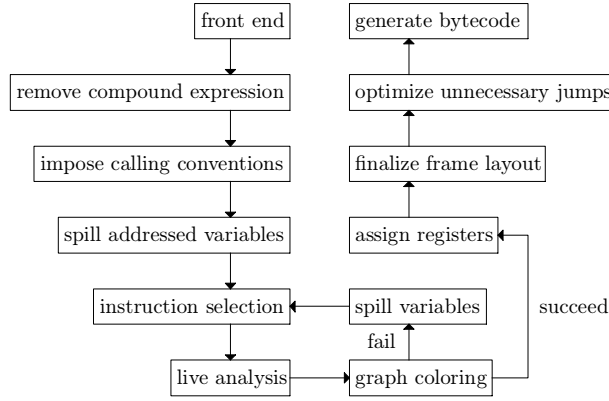 front end
generate bytecode
remove compound expression
optimize unnecessary jumps
impose calling conventions
finalize frame layout
spill addressed variables
assign registers
instruction selection
spill variables
succeed
fail
live analysis
graph coloring